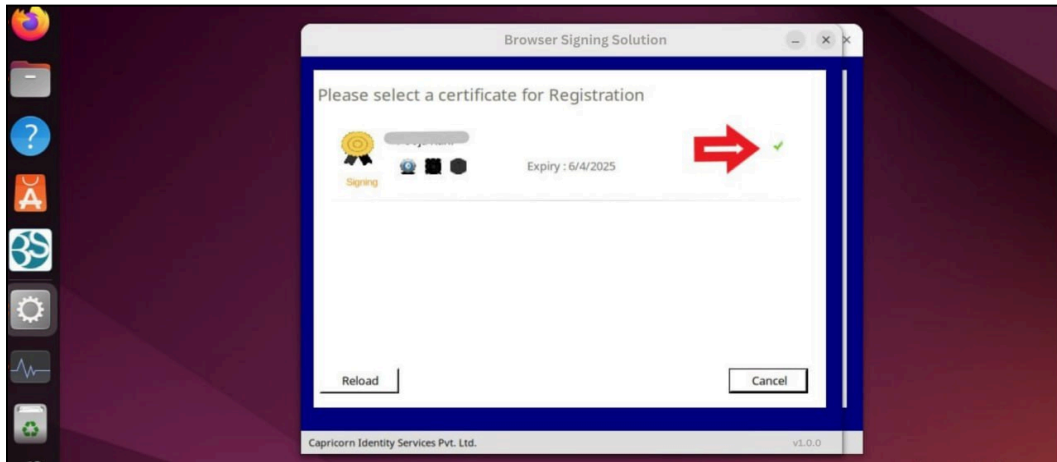 Browser Signing Solution
Please select a certificate for Registration
Signing
Expiry : 6/4/2025
Reload
Cancel
Capricorn Identity Services Pvt. Ltd.
v1.0.0